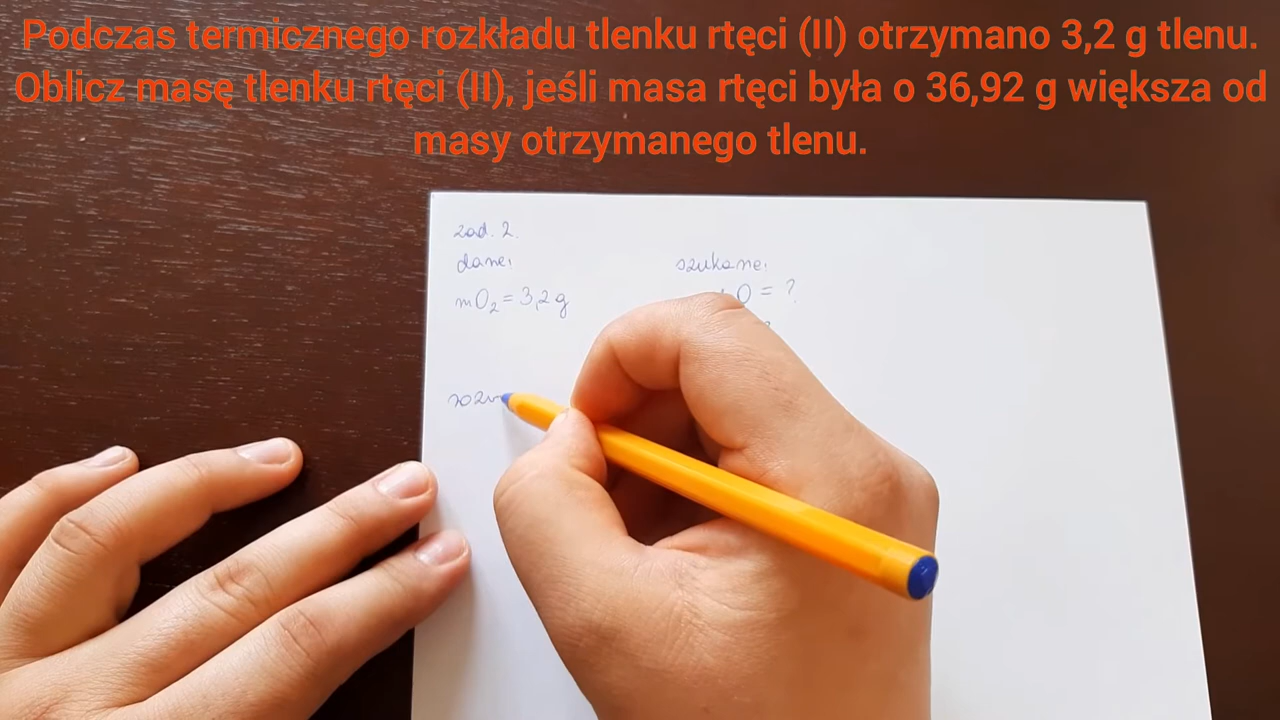 Podczas termicznego rozkładu tlenku rtęci (II) otrzymano 3,2 g tlenu.
Oblicz masę tlenku rtęci (II), jeśli masa rtęci była o 36,92 g większa od
masy otrzymanego tlenu.
zad. 2.
dane:
szukane:
mO₂ = 3,2 g
O = ?